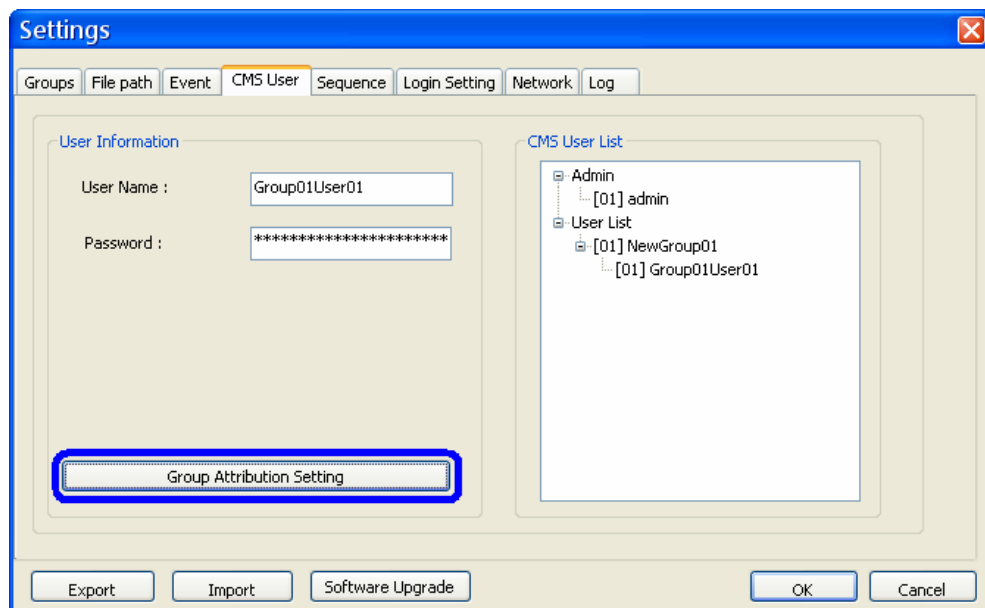 Settings
Groups File path Event CMS User Sequence Login Setting Network Log
User Information
User Name :
Group01User01
Password :
**********************
Group Attribution Setting
CMS User List
Admin
[01] admin
User List
[01] NewGroup01
[01] Group01User01
Export Import Software Upgrade OK Cancel